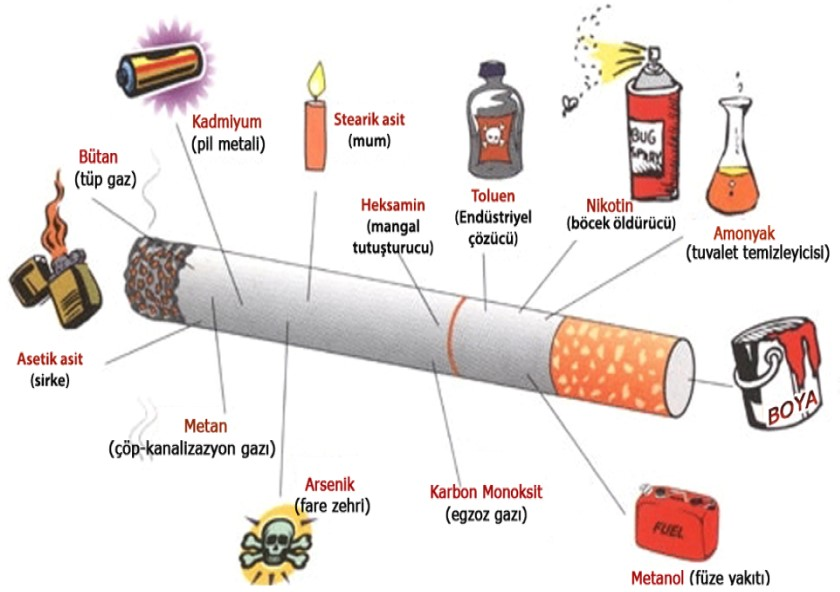 Kadmiyum
(pil metali)
Stearik asit
(mum)
Bütan
(tüp gaz)
Heksamin
(mangal
tutuşturucu)
Toluen
(Endüstriyel
çözücü)
BUG
SPRAY
Nikotin
(böcek öldürücü)
Amonyak
(tuvalet temizleyicisi)
Asetik asit
(sirke)
BOYA
Metan
(çöp-kanalizazyon gazı)
Arsenik
(fare zehri)
Karbon Monoksit
(egzoz gazı)
FUEL
Metanol (füze yakıtı)